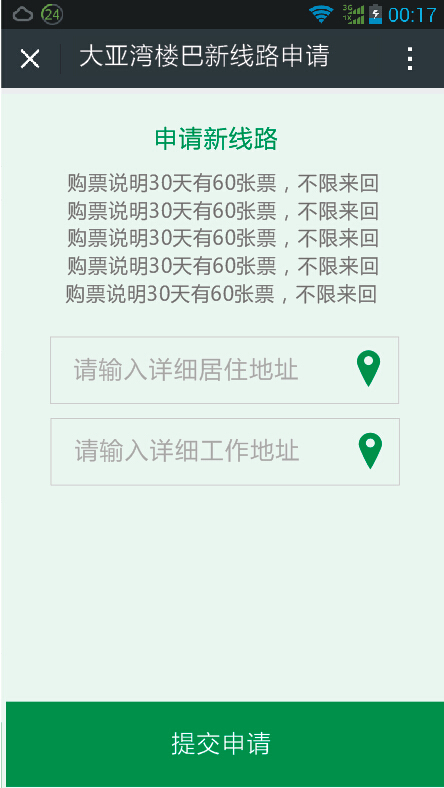 24
3G
1X
00:17
大亚湾楼巴新线路申请
申请新线路
购票说明30天有60张票，不限来回
购票说明30天有60张票，不限来回
购票说明30天有60张票，不限来回
购票说明30天有60张票，不限来回
购票说明30天有60张票，不限来回
请输入详细居住地址
请输入详细工作地址
提交申请